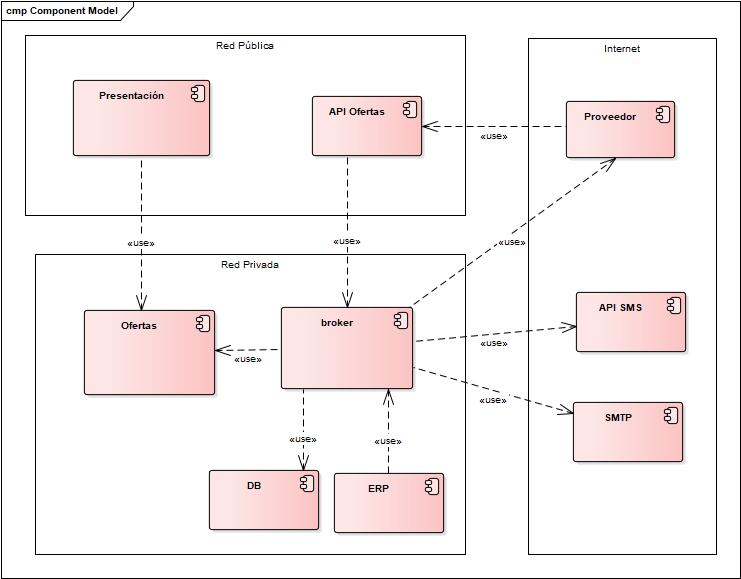 cmp Component Model
Red Pública
Internet
Presentación
API Ofertas
Proveedor
«use»
«use»
«use»
«use»
Red Privada
Ofertas
broker
API SMS
«use»
«use»
«use»
SMTP
«use»
«use»
DB
ERP